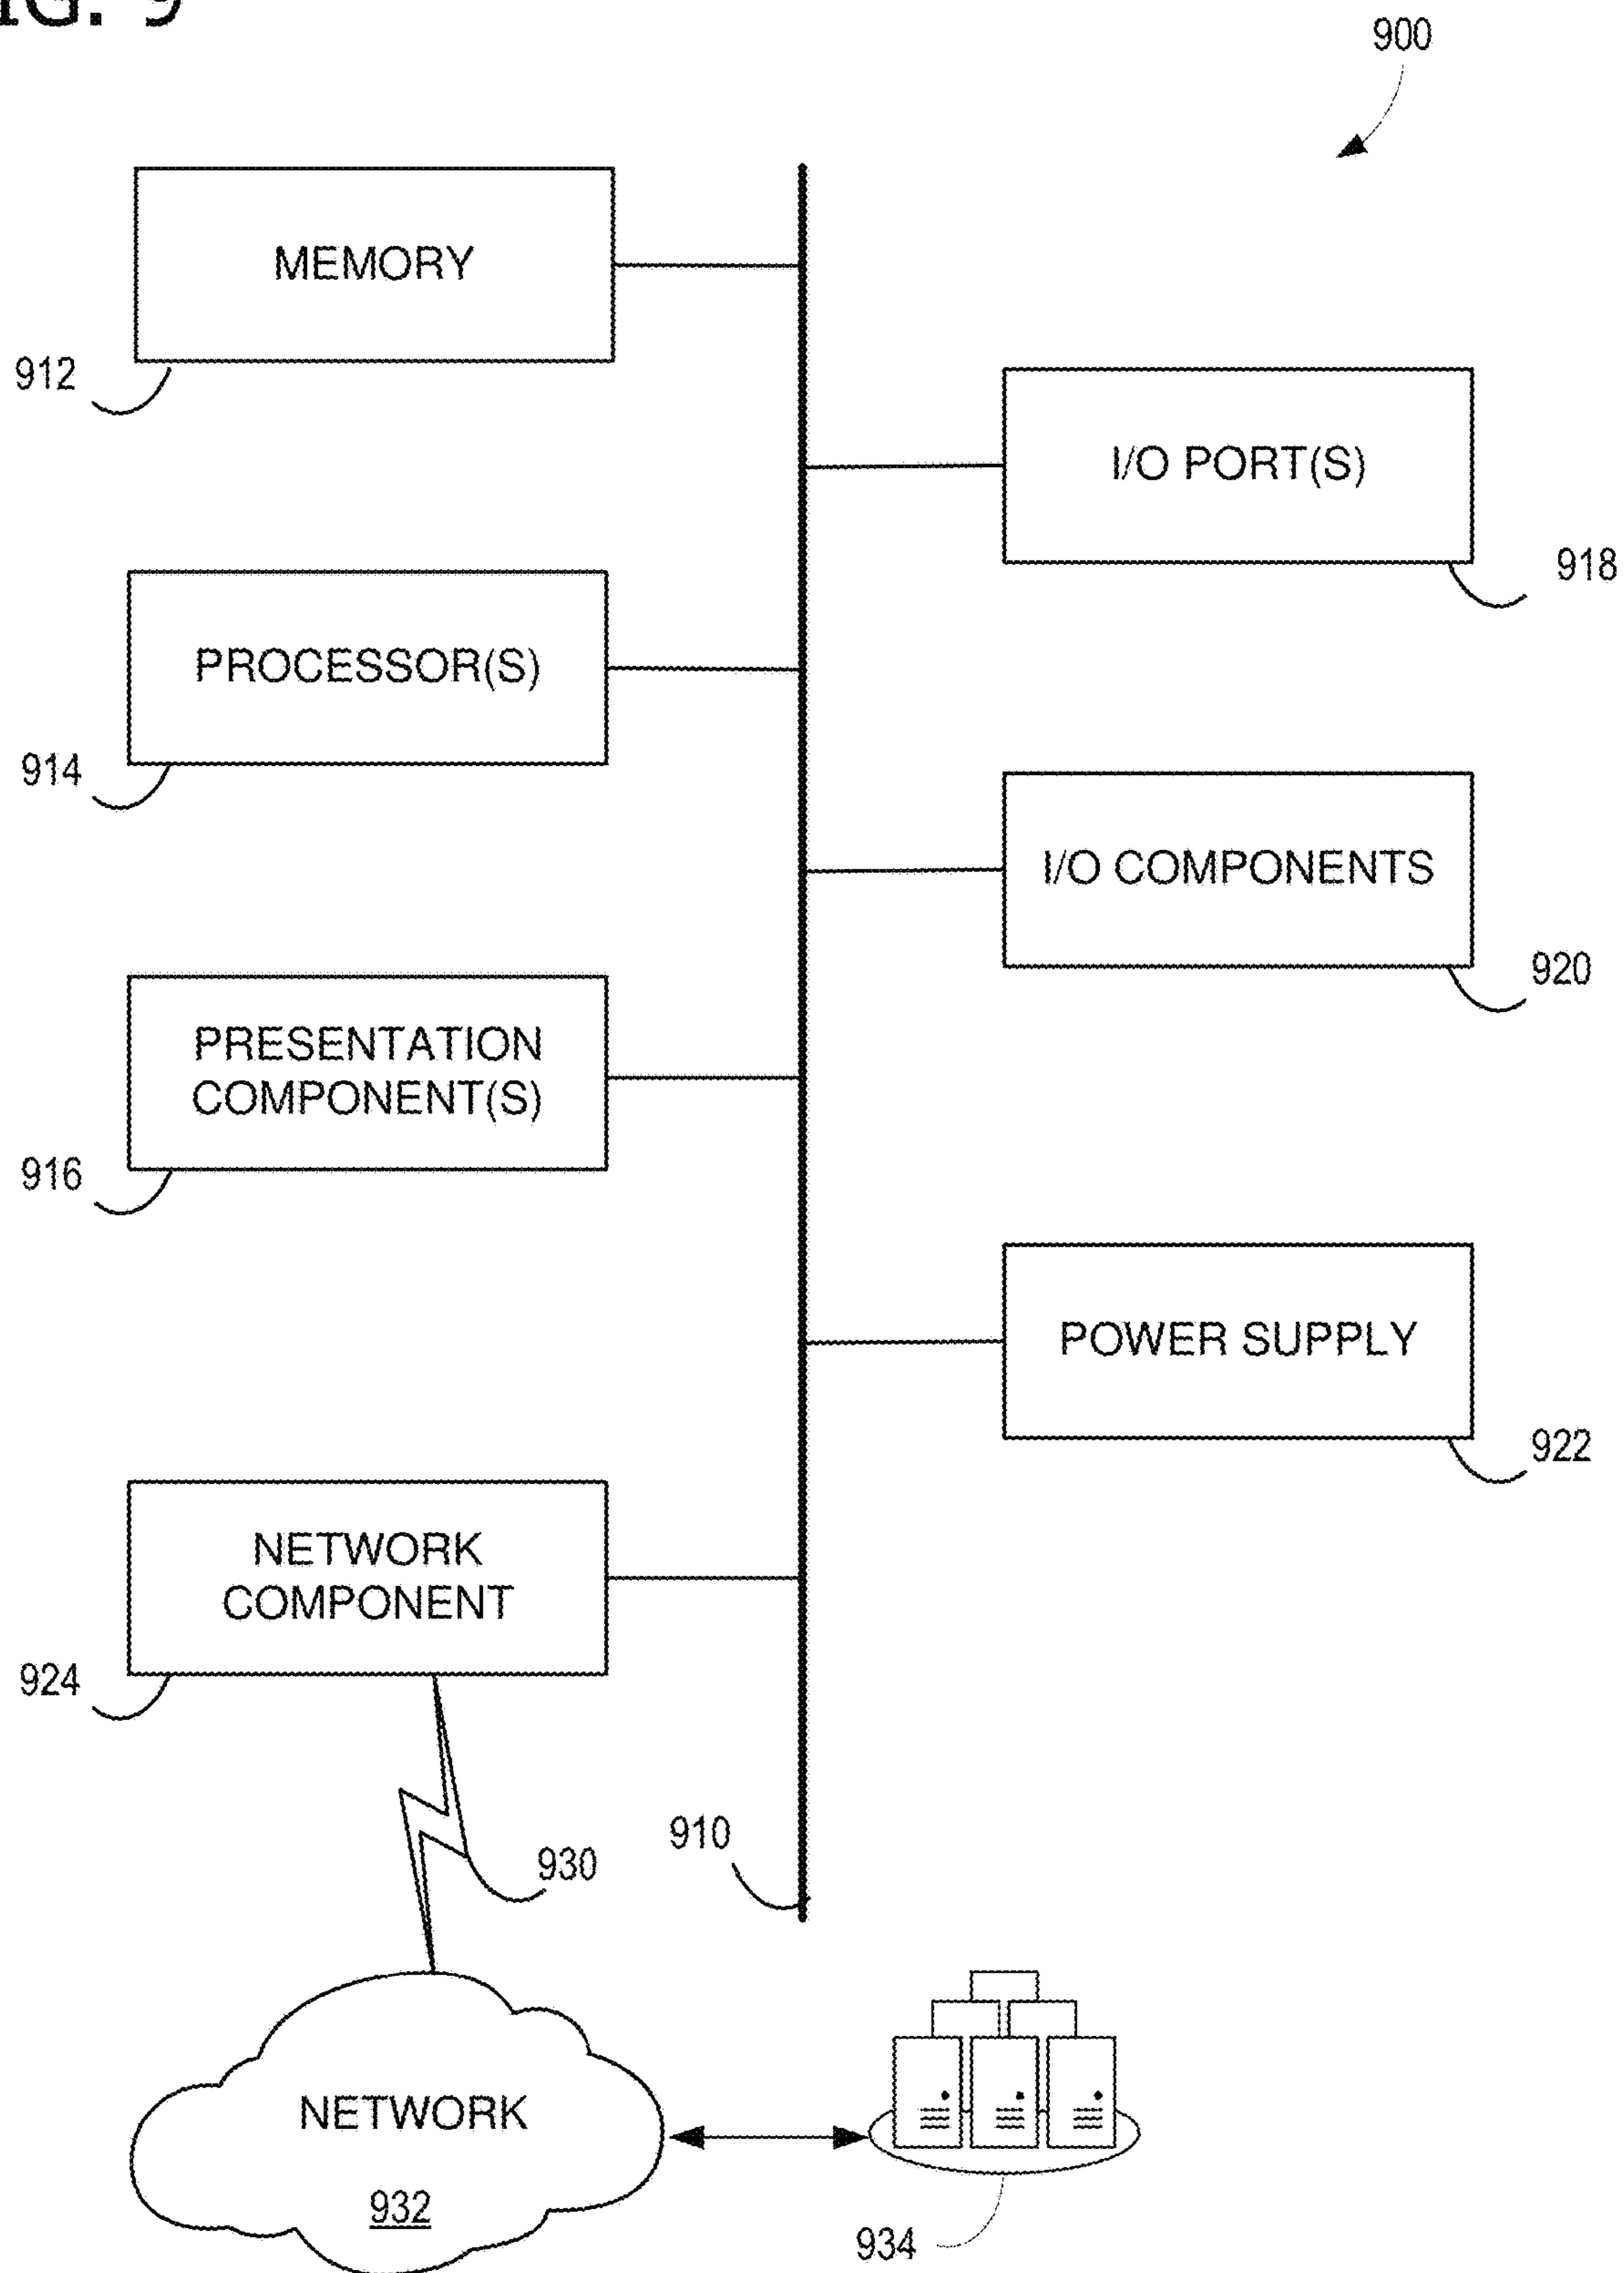 IG. 9
900
MEMORY
912
I/O PORT(S)
918
PROCESSOR(S)
914
I/O COMPONENTS
920
PRESENTATION
COMPONENT(S)
916
POWER SUPPLY
922
NETWORK
COMPONENT
924
910
930
NETWORK
932
934